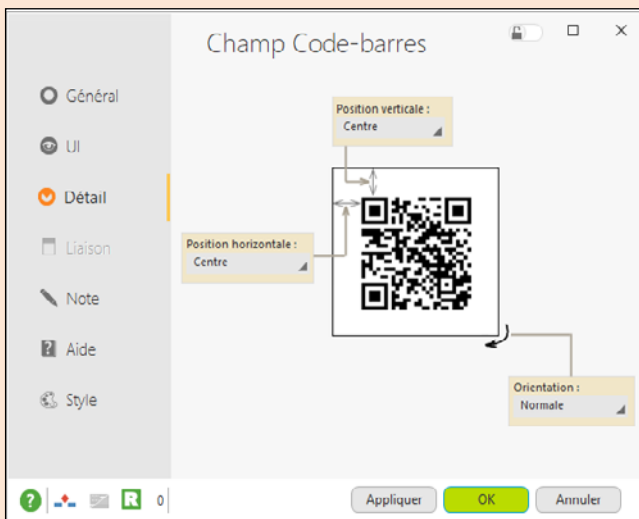 Champ Code-barres
Général
UI
Détail
Liaison
Note
Aide
Style
Position verticale :
Centre
Position horizontale :
Centre
Orientation :
Normale
? R 0
Appliquer OK Annuler